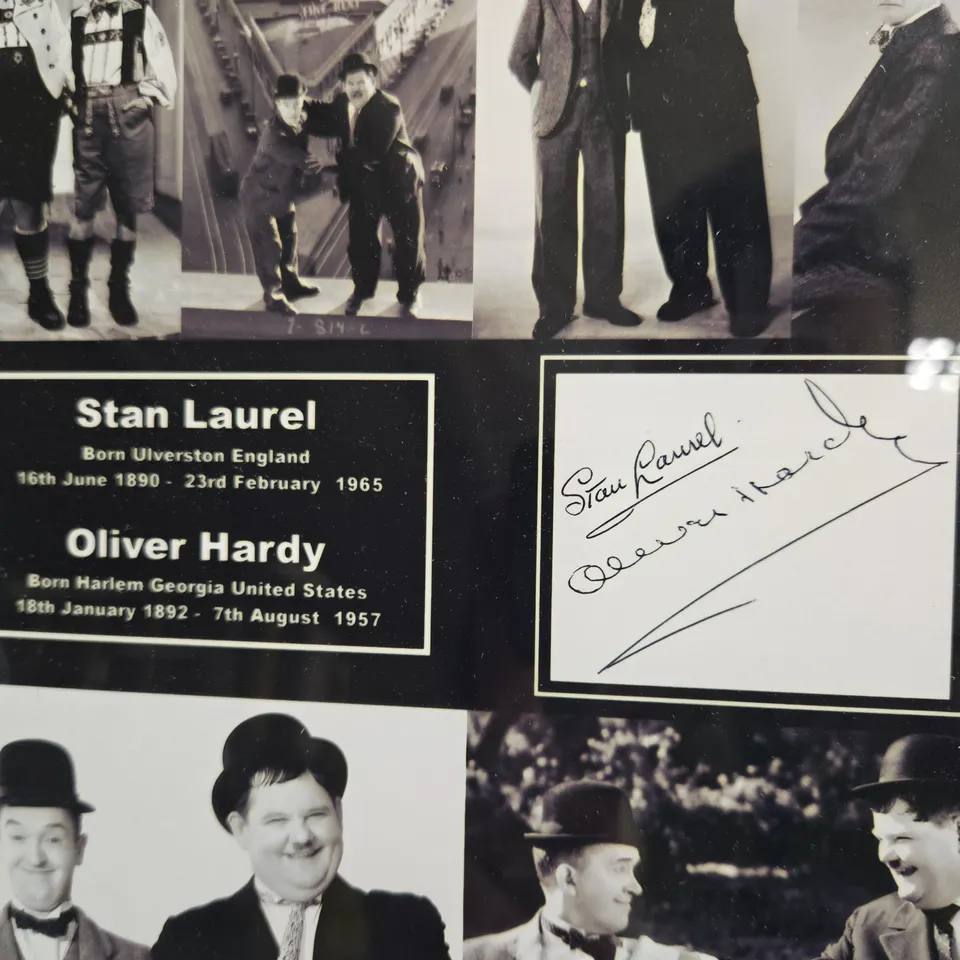 7-814-2
Stan Laurel
Born Ulverston England
16th June 1890 - 23rd February 1965
Oliver Hardy
Born Harlem Georgia United States
18th January 1892 - 7th August 1957
Stan Laurel
Oliver Hardy